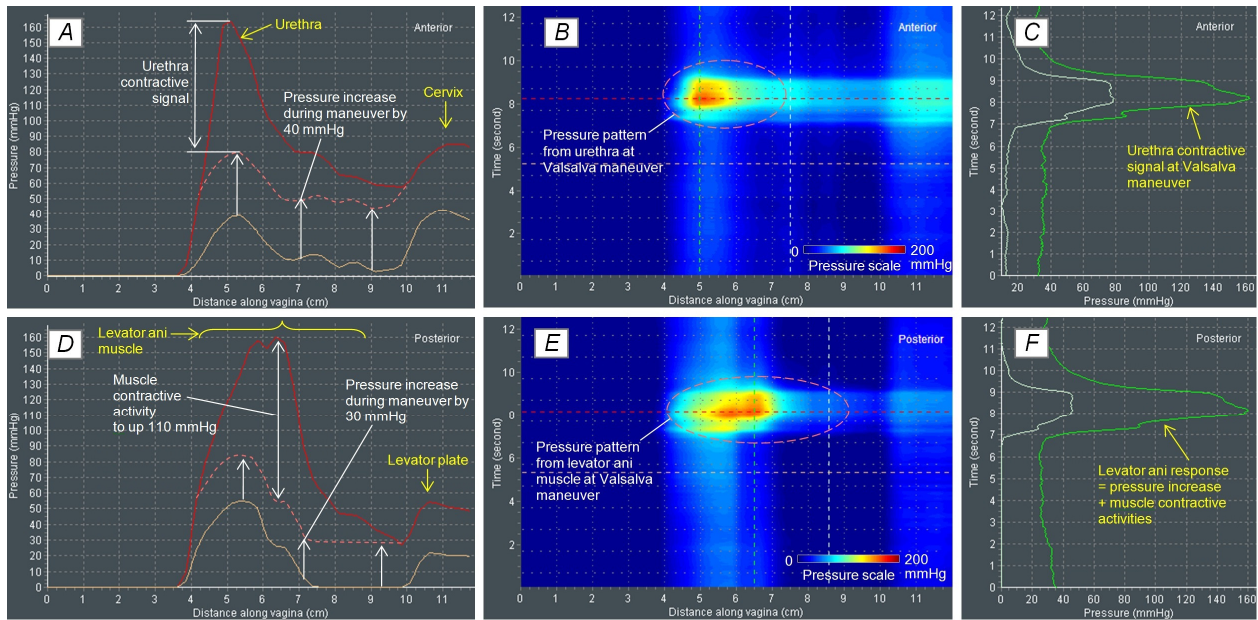 A
Anterior
Urethra
Urethra
contractive
signal
Pressure increase
during maneuver by
40 mmHg
Cervix
Pressure (mmHg)
160
150
140
130
120
110
100
90
80
70
60
50
40
30
20
10
0
0 1 2 3 4 5 6 7 8 9 10 11
Distance along vagina (cm)
B
Anterior
Time (second)
12
10
8
6
4
2
Pressure pattern
from urethra at
Valsalva maneuver
0 200
mmHg
Pressure scale
0 1 2 3 4 5 6 7 8 9 10 11
Distance along vagina (cm)
C
Anterior
Time (second)
12
10
9
8
7
6
5
4
3
2
1
0
Urethra contractive
signal at Valsalva
maneuver
20 40 60 80 100 120 140 160
Pressure (mmHg)
D
Posterior
Levator ani
muscle
Muscle
contractive
activity
to up 110 mmHg
Pressure increase
during maneuver by
30 mmHg
Levator plate
Pressure (mmHg)
160
150
140
130
120
110
100
90
80
70
60
50
40
30
20
10
0
0 1 2 3 4 5 6 7 8 9 10 11
Distance along vagina (cm)
E
Posterior
Time (second)
12
10
8
6
4
2
Pressure pattern
from levator ani
muscle at Valsalva
maneuver
0 200
mmHg
Pressure scale
0 1 2 3 4 5 6 7 8 9 10 11
Distance along vagina (cm)
F
Posterior
Time (second)
12
10
9
8
7
6
5
4
3
2
1
0
Levator ani response
= pressure increase
+ muscle contractive
activities
0 20 40 60 80 100 120 140 160
Pressure (mmHg)